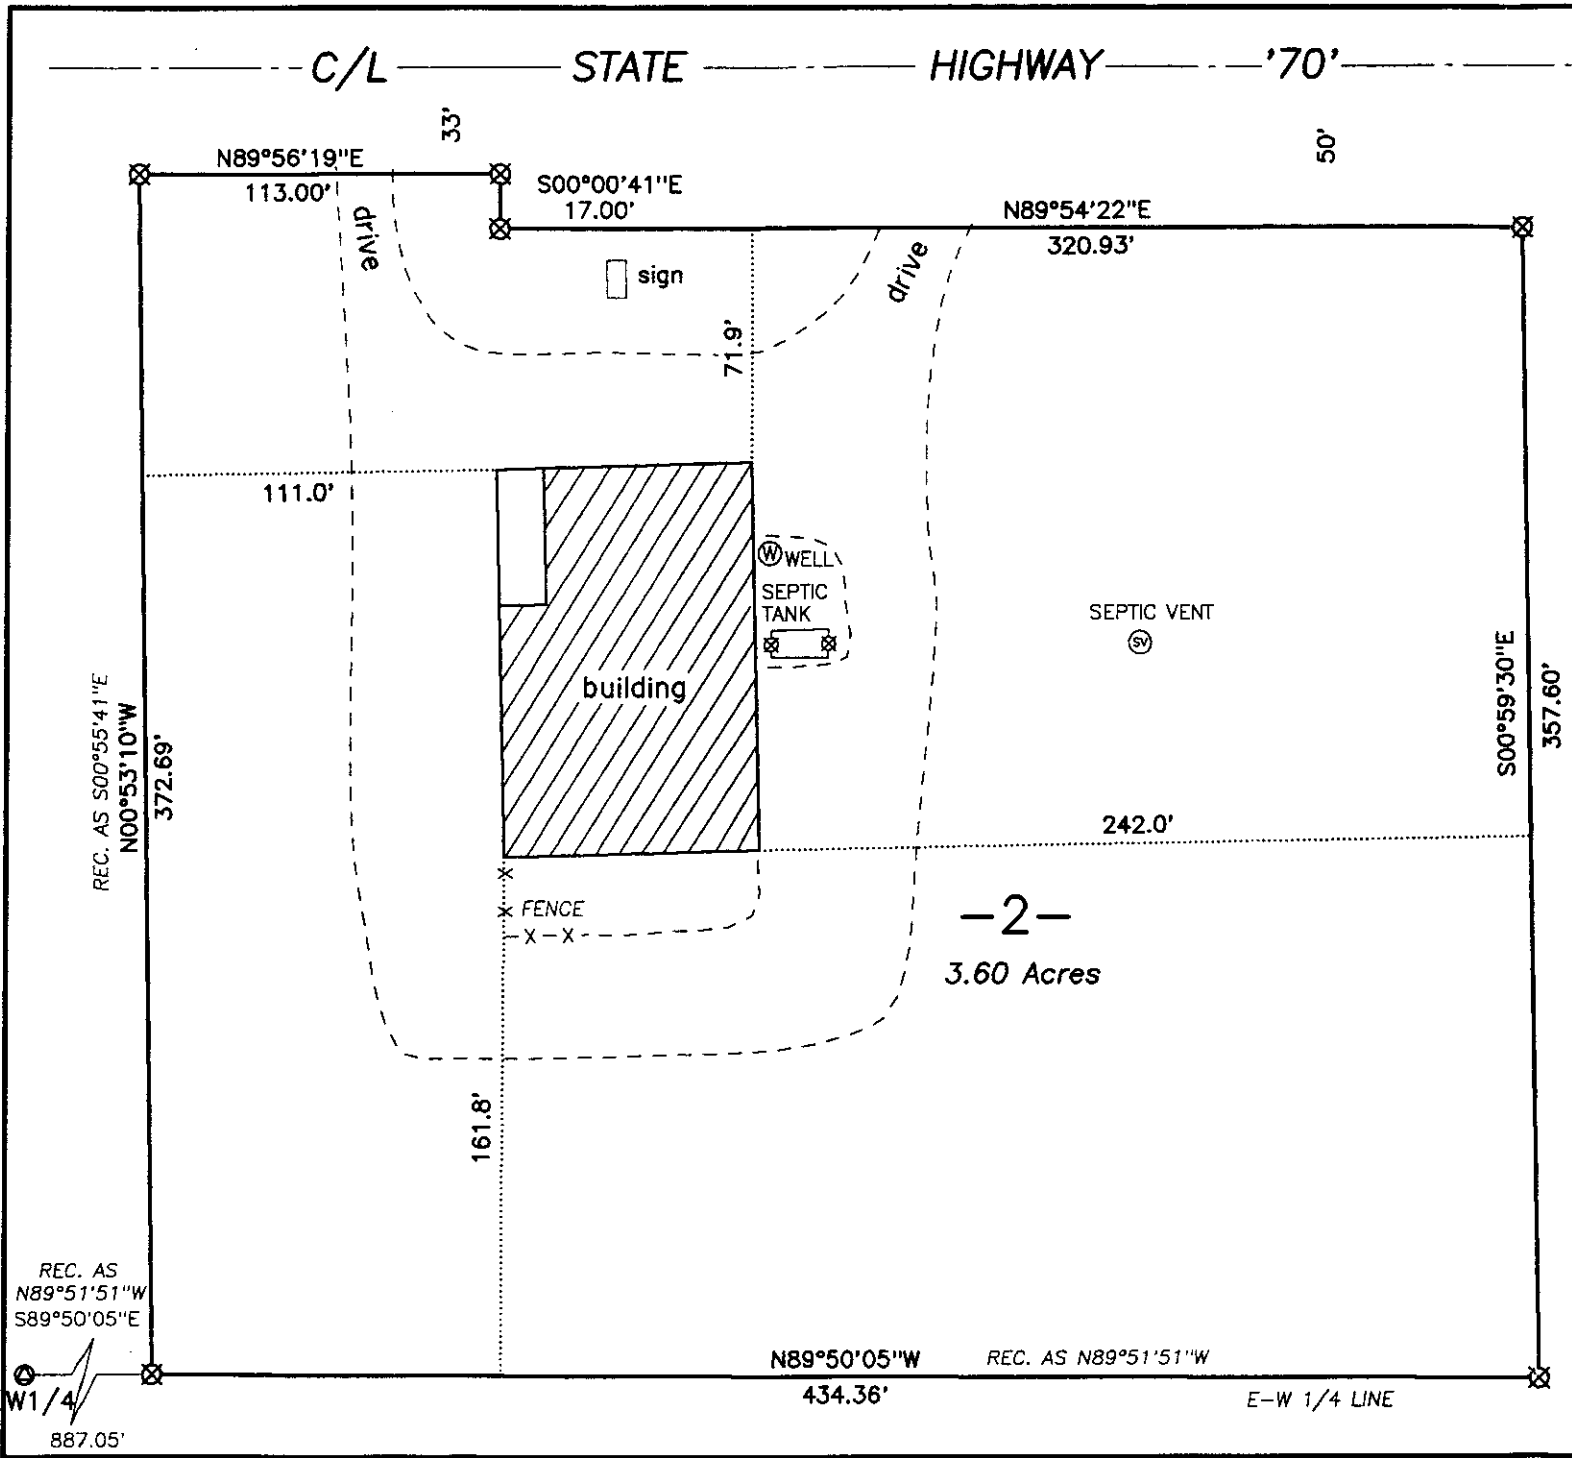 C/L STATE HIGHWAY '70'
33'
50'
N89°56'19"E
113.00'
S00°00'41"E
17.00'
N89°54'22"E
320.93'
drive
sign
drive
71.9'
111.0'
W WELL
SEPTIC
TANK
SEPTIC VENT
SV
building
REC. AS S00°55'41"E
N00°53'10"W
372.69'
S00°59'30"E
357.60'
242.0'
X
X FENCE
X X
-2-
3.60 Acres
161.8'
REC. AS
N89°51'51"W
S89°50'05"E
W1/4
887.05'
N89°50'05"W REC. AS N89°51'51"W
434.36'
E-W 1/4 LINE